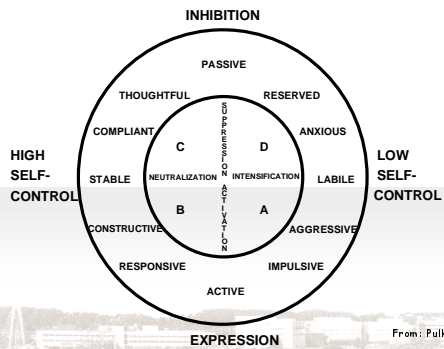 INHIBITION
PASSIVE
THOUGHTFUL
RESERVED
COMPLIANT
ANXIOUS
SUPPRESSION
C
D
HIGH
SELF-
CONTROL
LOW
SELF-
CONTROL
STABLE
NEUTRALIZATION
INTENSIFICATION
LABILE
ACTIVATION
B
A
CONSTRUCTIVE
AGGRESSIVE
RESPONSIVE
IMPULSIVE
ACTIVE
From: Pulk
EXPRESSION